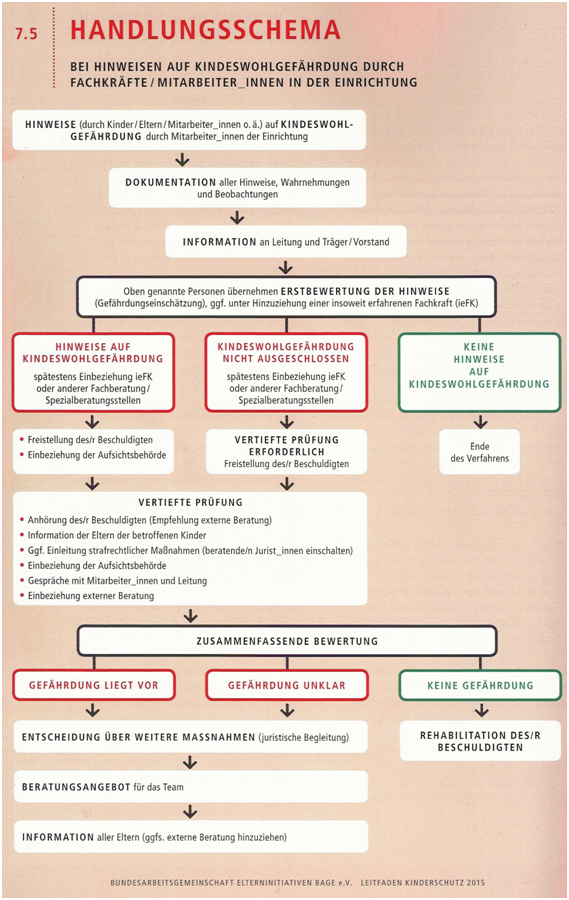 7.5
HANDLUNGSSCHEMA
BEI HINWEISEN AUF KINDESWOHLGEFÄHRDUNG DURCH
FACHKRÄFTE / MITARBEITER_INNEN IN DER EINRICHTUNG
HINWEISE (durch Kinder / Eltern / Mitarbeiter_innen o. ä.) auf KINDESWOHL-
GEFÄHRDUNG durch Mitarbeiter_innen der Einrichtung
DOKUMENTATION aller Hinweise, Wahrnehmungen
und Beobachtungen
INFORMATION an Leitung und Träger / Vorstand
Oben genannte Personen übernehmen ERSTBEWERTUNG DER HINWEISE
(Gefährdungseinschätzung), ggf. unter Hinzuziehung einer insoweit erfahrenen Fachkraft (ieFK)
HINWEISE AUF
KINDESWOHLGEFÄHRDUNG
spätestens Einbeziehung ieFK
oder anderer Fachberatung /
Spezialberatungsstellen
KINDESWOHLGEFÄHRDUNG
NICHT AUSGESCHLOSSEN
spätestens Einbeziehung ieFK
oder anderer Fachberatung /
Spezialberatungsstellen
KEINE
HINWEISE
AUF
KINDESWOHLGEFÄHRDUNG
• Freistellung des/r Beschuldigten
• Einbeziehung der Aufsichtsbehörde
VERTIEFTE PRÜFUNG
ERFORDERLICH
Freistellung des/r Beschuldigten
Ende
des Verfahrens
VERTIEFTE PRÜFUNG
• Anhörung des/r Beschuldigten (Empfehlung externe Beratung)
• Information der Eltern der betroffenen Kinder
• Ggf. Einleitung strafrechtlicher Maßnahmen (beratende/n Jurist_innen einschalten)
• Einbeziehung der Aufsichtsbehörde
• Gespräche mit Mitarbeiter_innen und Leitung
• Einbeziehung externer Beratung
ZUSAMMENFASSENDE BEWERTUNG
GEFÄHRDUNG LIEGT VOR
GEFÄHRDUNG UNKLAR
KEINE GEFÄHRDUNG
ENTSCHEIDUNG ÜBER WEITERE MASSNAHMEN (juristische Begleitung)
REHABILITATION DES/R
BESCHULDIGTEN
BERATUNGSANGEBOT für das Team
INFORMATION aller Eltern (ggfs. externe Beratung hinzuziehen)
BUNDESARBEITSGEMEINSCHAFT ELTERNINITIATIVEN BAGE e.V. LEITFADEN KINDERSCHUTZ 2015